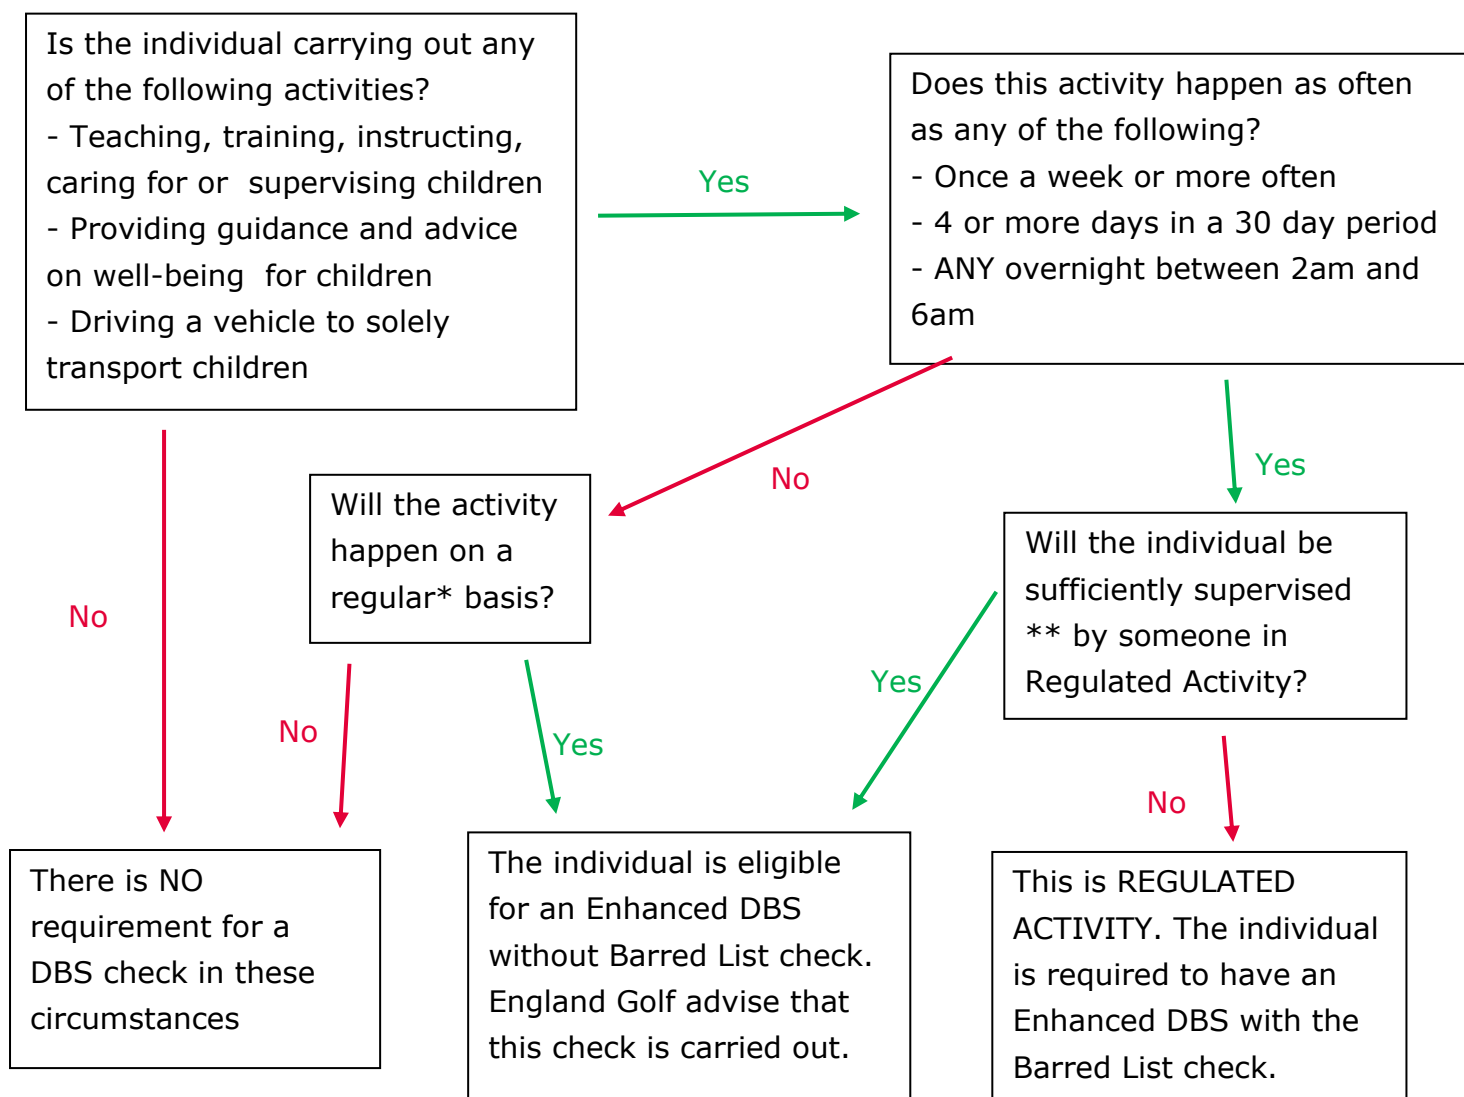 Is the individual carrying out any
of the following activities?
- Teaching, training, instructing,
caring for or supervising children
- Providing guidance and advice
on well-being for children
- Driving a vehicle to solely
transport children
Yes
Does this activity happen as often
as any of the following?
- Once a week or more often
- 4 or more days in a 30 day period
- ANY overnight between 2am and
6am
No
No
Yes
Will the activity
happen on a
regular* basis?
Will the individual be
sufficiently supervised
** by someone in
Regulated Activity?
No
Yes
Yes
No
There is NO
requirement for a
DBS check in these
circumstances
The individual is eligible
for an Enhanced DBS
without Barred List check.
England Golf advise that
this check is carried out.
This is REGULATED
ACTIVITY. The individual
is required to have an
Enhanced DBS with the
Barred List check.